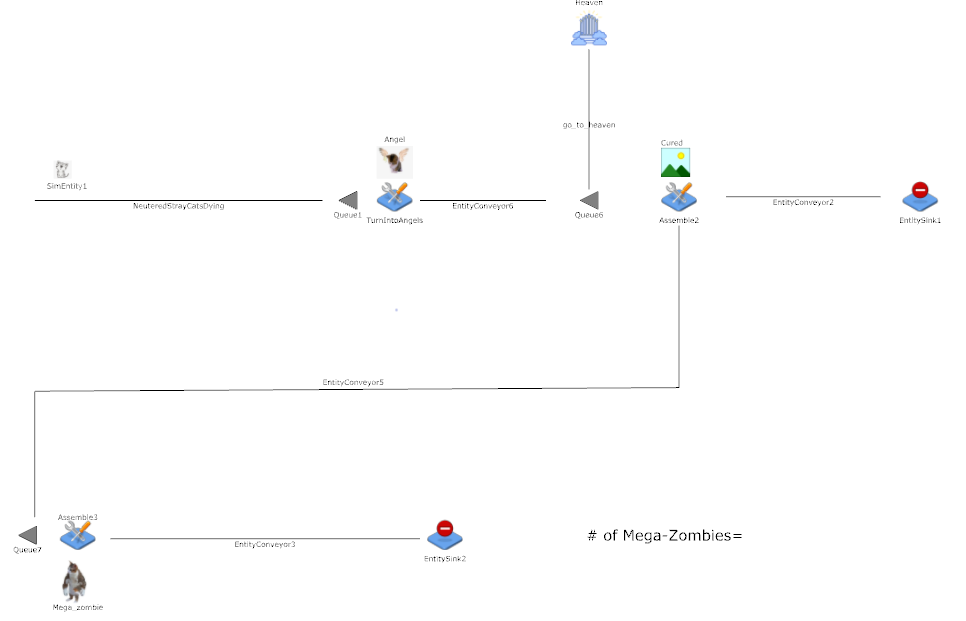 Heaven
go_to_heaven
Angel
Cured
SimEntity1
NeuteredStrayCatsDying
Queue1
TurnIntoAngels
EntityConveyor6
Queue6
Assemble2
EntityConveyor2
EntitySink1
EntityConveyor5
Assemble3
Queue7
EntityConveyor3
EntitySink2
# of Mega-Zombies=
Mega_zombie